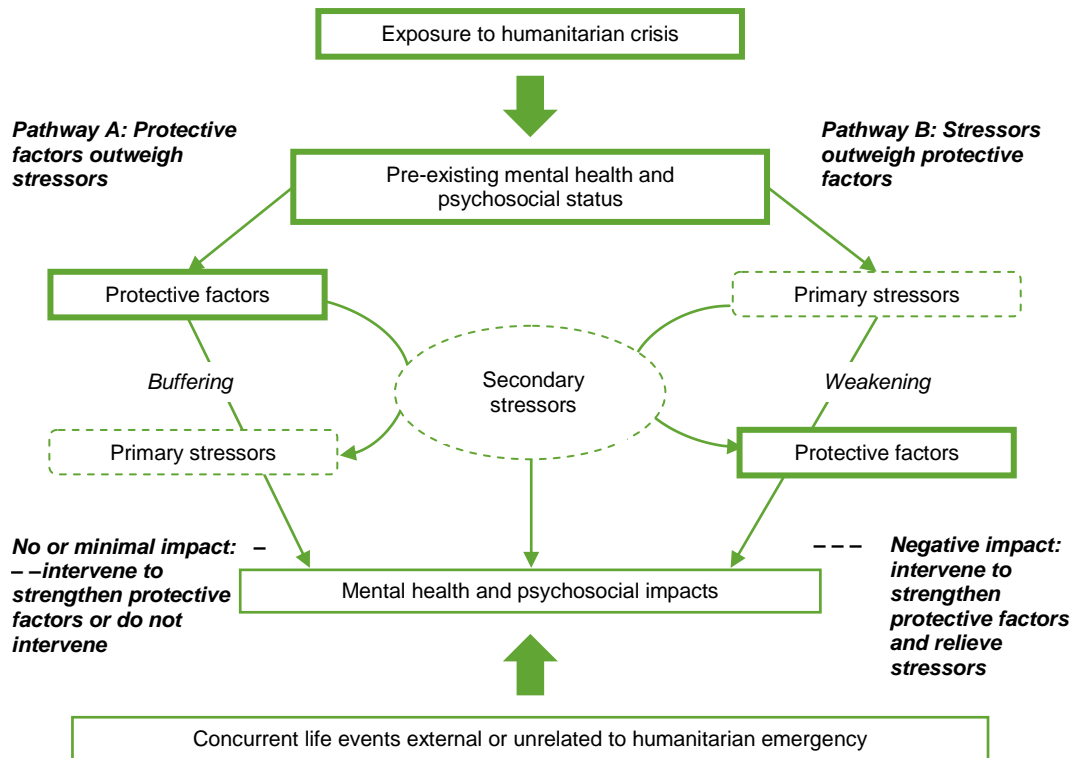 Exposure to humanitarian crisis
Pathway A: Protective
factors outweigh
stressors
Pathway B: Stressors
outweigh protective
factors
Pre-existing mental health and
psychosocial status
Protective factors
Primary stressors
Buffering
Secondary
stressors
Weakening
Primary stressors
Protective factors
No or minimal impact: –
– –intervene to
strengthen protective
factors or do not
intervene
Mental health and psychosocial impacts
– – – Negative impact:
intervene to
strengthen
protective factors
and relieve
stressors
Concurrent life events external or unrelated to humanitarian emergency